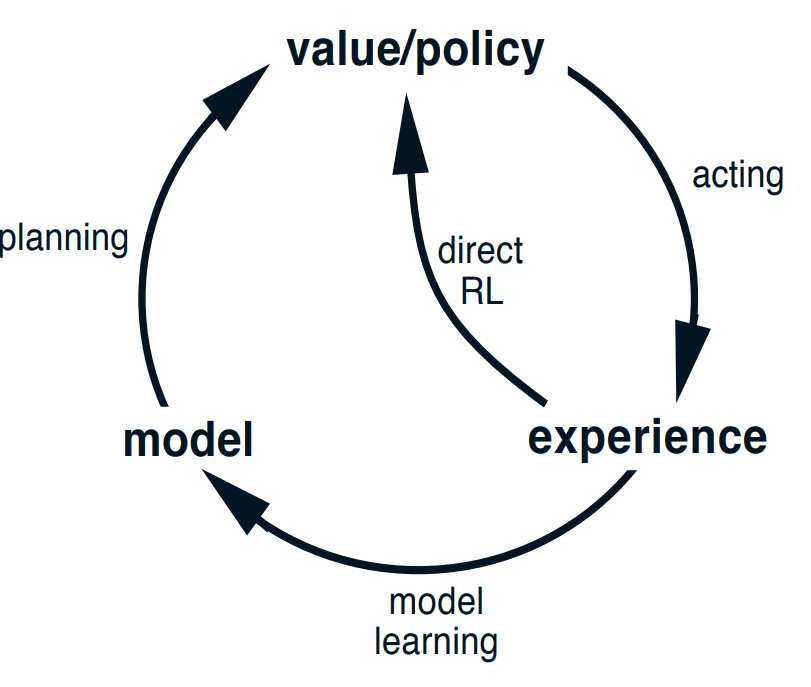 value/policy
acting
planning
direct
RL
model
experience
model
learning